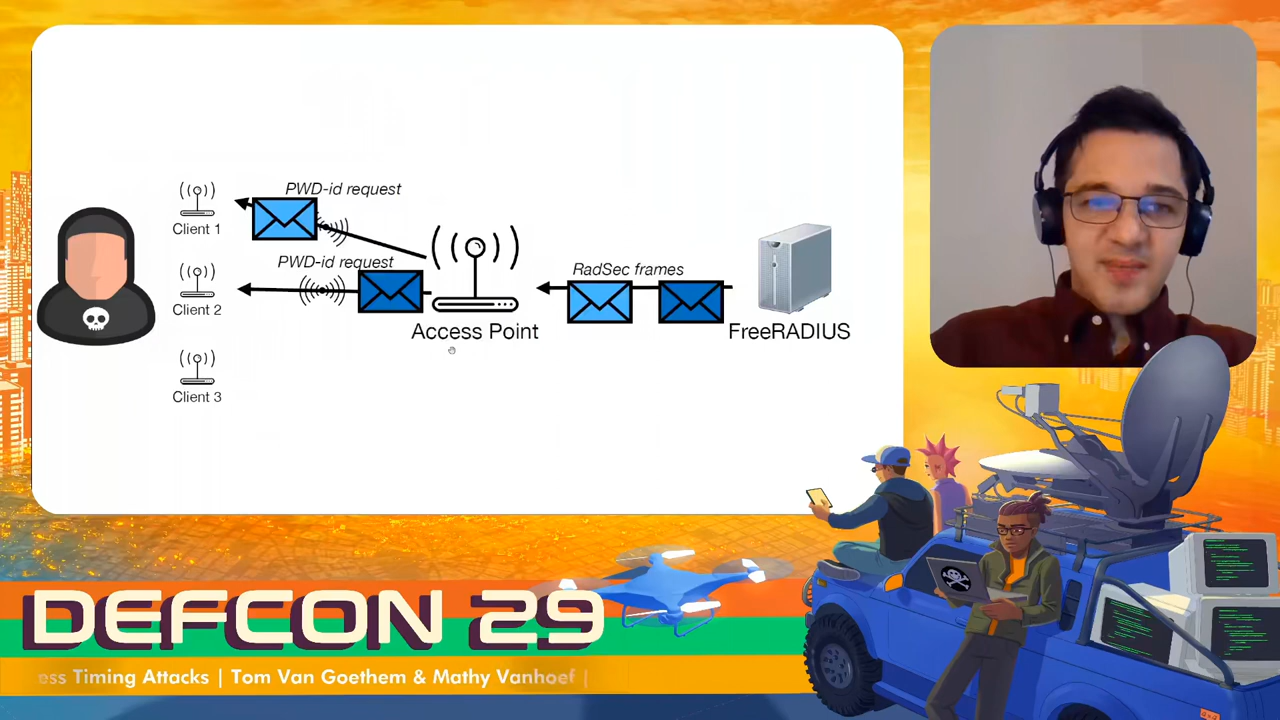 PWD-id request
Client 1
PWD-id request
RadSec frames
Client 2
Access Point
FreeRADIUS
Client 3
DEFCON 29
ess Timing Attacks | Tom Van Goethem & Mathy Vanhoef |